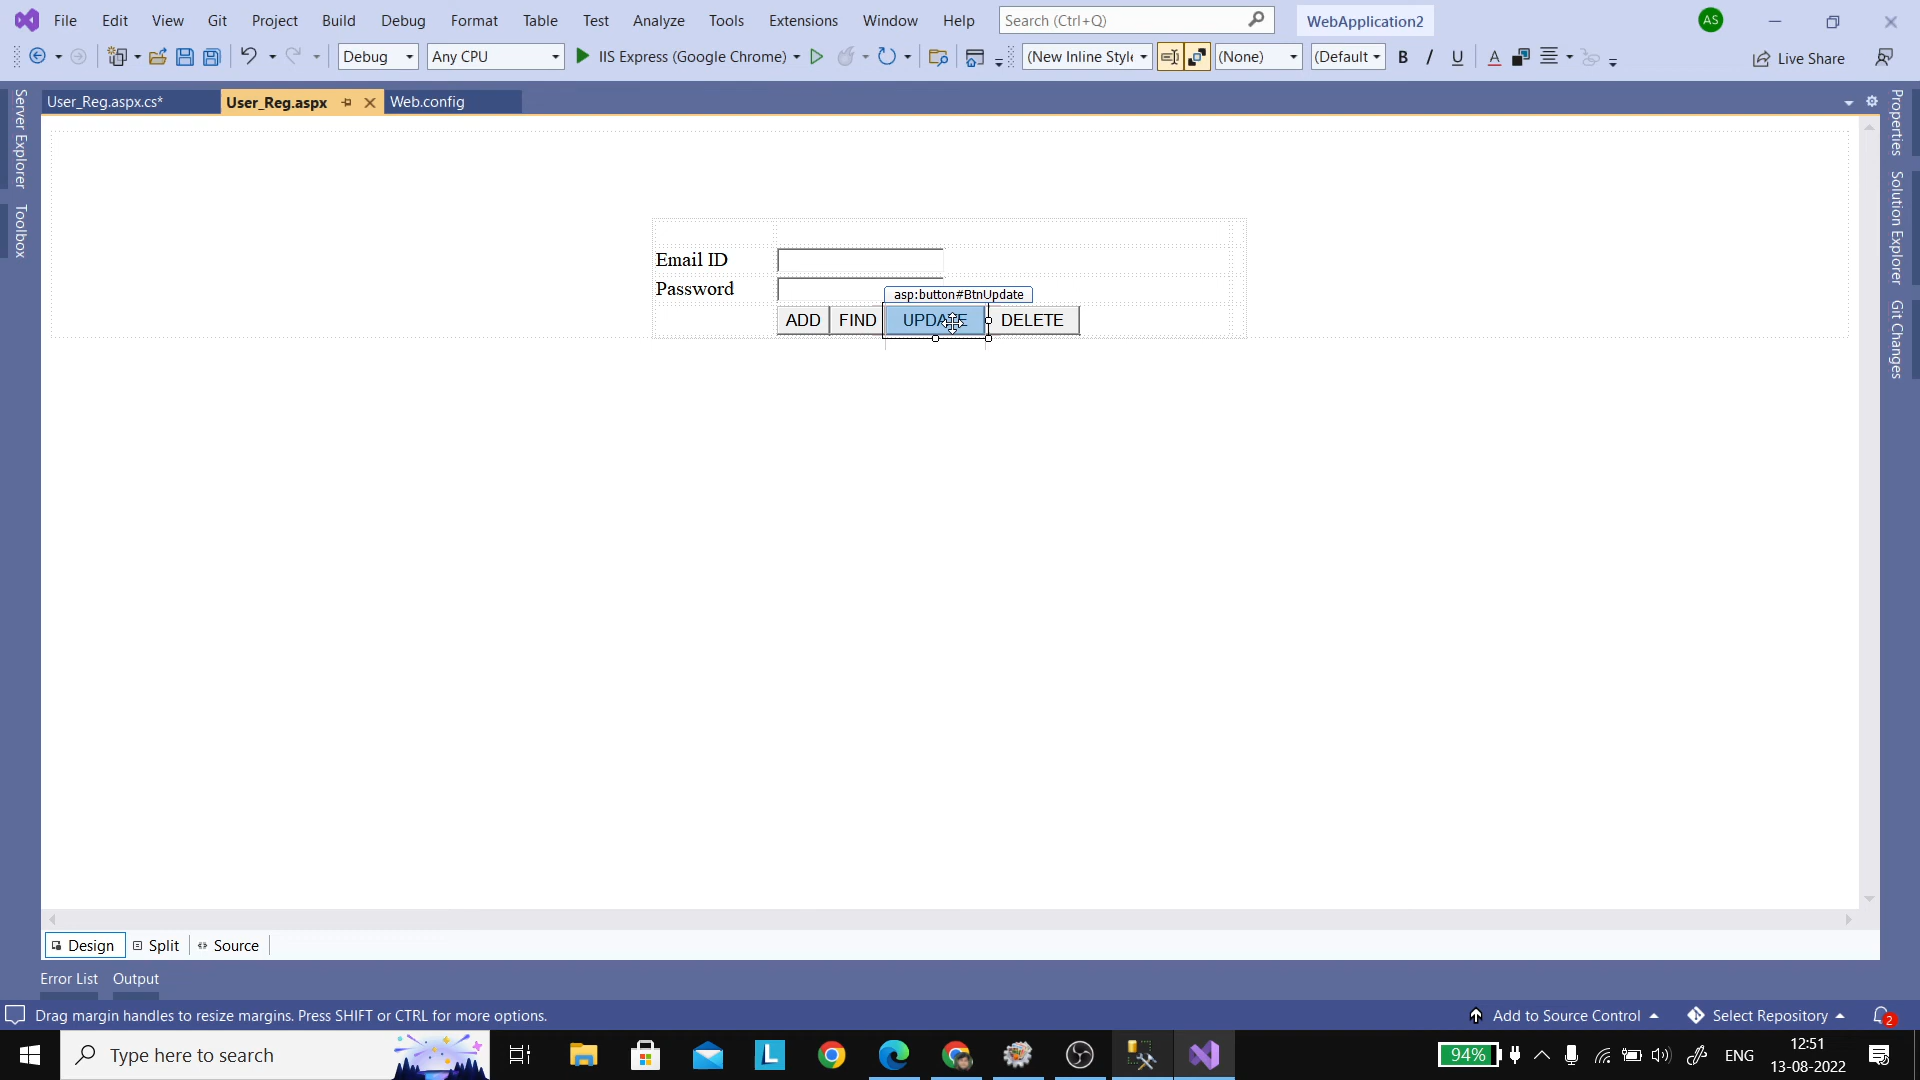 File Edit View Git Project Build Debug Format Table Test Analyze Tools Extensions Window Help Search (Ctrl+Q) WebApplication2 AS
Debug Any CPU IIS Express (Google Chrome) (New Inline Style (None) (Default B I U A Live Share
User_Reg.aspx.cs* User_Reg.aspx Web.config
Server Explorer
Toolbox
Properties
Solution Explorer
Git Changes
Email ID
Password
asp:button#BtnUpdate
ADD FIND UPDATE DELETE
Design Split Source
Error List Output
Drag margin handles to resize margins. Press SHIFT or CTRL for more options. Add to Source Control Select Repository 2
Type here to search L 94% ENG 12:51
13-08-2022